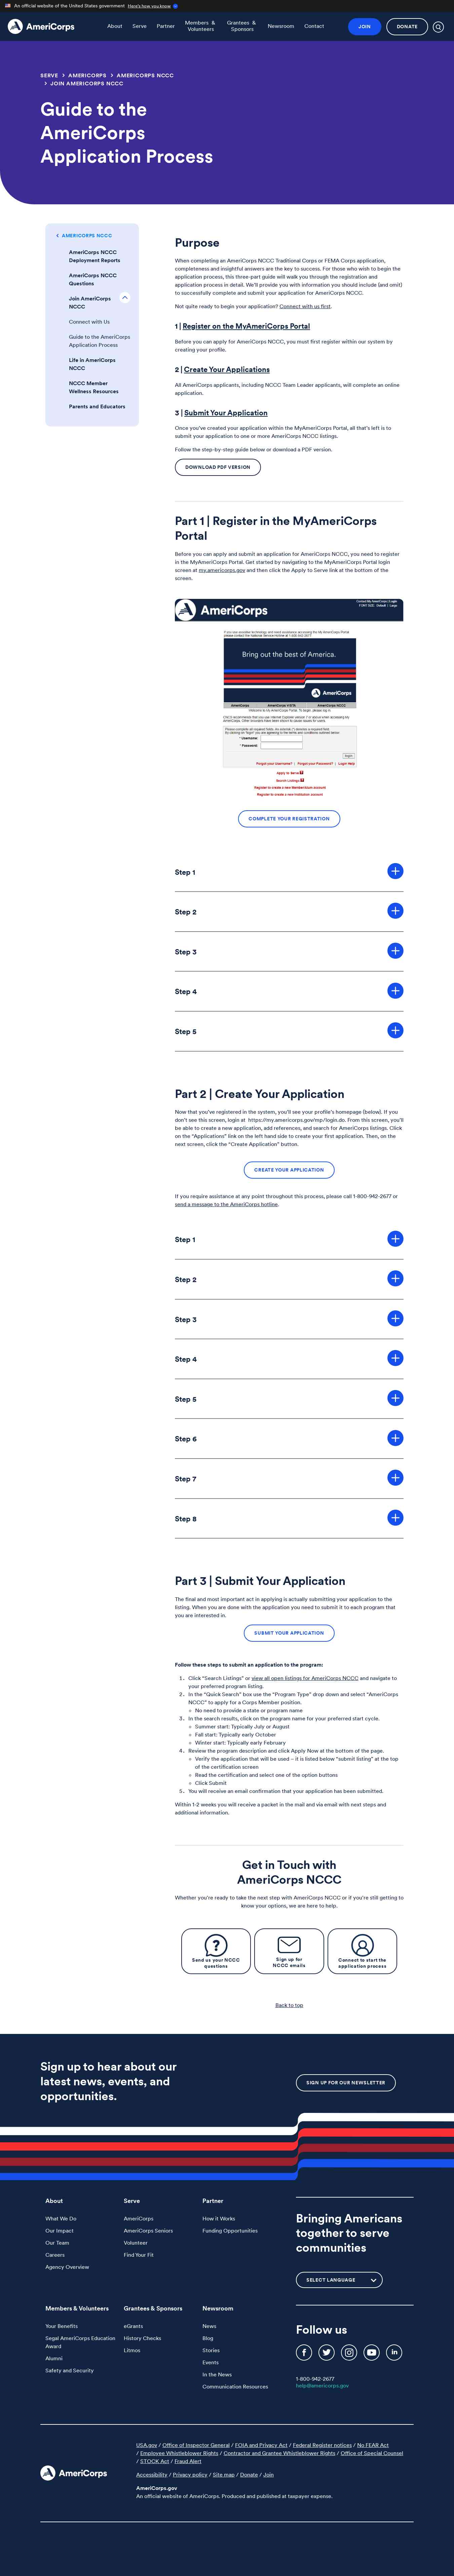 An official website of the United States government Here's how you know
AmeriCorps
About
Serve
Partner
Members & Volunteers
Grantees & Sponsors
Newsroom
Contact
JOIN
DONATE
SERVE > AMERICORPS > AMERICORPS NCCC
> JOIN AMERICORPS NCCC
Guide to the
AmeriCorps
Application Process
< AMERICORPS NCCC
AmeriCorps NCCC
Deployment Reports
AmeriCorps NCCC
Questions
Join AmeriCorps
NCCC
Connect with Us
Guide to the AmeriCorps
Application Process
Life in AmeriCorps
NCCC
NCCC Member
Wellness Resources
Parents and Educators
Purpose
When completing an AmeriCorps NCCC Traditional Corps or FEMA Corps application,
completeness and insightful answers are the key to success. For those who wish to begin the
application process, this three-part guide will walk you through the registration and
application process in detail. We'll provide you with information you should include (and omit)
to successfully complete and submit your application for AmeriCorps NCCC.
Not quite ready to begin your application? Connect with us first.
1 | Register on the MyAmeriCorps Portal
Before you can apply for AmeriCorps NCCC, you must first register within our system by
creating your profile.
2 | Create Your Applications
All AmeriCorps applicants, including NCCC Team Leader applicants, will complete an online
application.
3 | Submit Your Application
Once you've created your application within the MyAmeriCorps Portal, all that's left is to
submit your application to one or more AmeriCorps NCCC listings.
Follow the step-by-step guide below or download a PDF version.
DOWNLOAD PDF VERSION
Part 1 | Register in the MyAmeriCorps
Portal
Before you can apply and submit an application for AmeriCorps NCCC, you need to register
in the MyAmeriCorps Portal. Get started by navigating to the MyAmeriCorps Portal login
screen at my.americorps.gov and then click the Apply to Serve link at the bottom of the
screen.
AmeriCorps
Bring out the best of America.
AmeriCorps
* Username:
* Password:
Forgot your Username? | Forgot your Password? | Login Help
Apply to Serve
Search Listings
Register to create a new Member/Alum account
Register to create a new Institution account
COMPLETE YOUR REGISTRATION
Step 1
Step 2
Step 3
Step 4
Step 5
Part 2 | Create Your Application
Now that you've registered in the system, you'll see your profile's homepage (below). If you
don't see this screen, login at https://my.americorps.gov/mp/login.do. From this screen, you'll
be able to create a new application, add references, and search for AmeriCorps listings. Click
on the "Applications" link on the left hand side to create your first application. Then, on the
next screen, click the "Create Application" button.
CREATE YOUR APPLICATION
If you require assistance at any point throughout this process, please call 1-800-942-2677 or
send a message to the AmeriCorps hotline.
Step 1
Step 2
Step 3
Step 4
Step 5
Step 6
Step 7
Step 8
Part 3 | Submit Your Application
The final and most important act in applying is actually submitting your application to the
listing. When you are done with the application you need to submit it to each program that
you are interested in.
SUBMIT YOUR APPLICATION
Follow these steps to submit an application to the program:
1. Click "Search Listings" or view all open listings for AmeriCorps NCCC and navigate to
your preferred program listing.
2. In the "Quick Search" box use the "Program Type" drop down and select "AmeriCorps
NCCC" to apply for a Corps Member position.
No need to provide a state or program name
3. In the search results, click on the program name for your preferred start cycle.
Summer start: Typically July or August
Fall start: Typically early October
Winter start: Typically early February
4. Review the program description and click Apply Now at the bottom of the page.
Verify the application that will be used – it is listed below "submit listing" at the top
of the certification screen
Read the certification and select one of the option buttons
Click Submit
5. You will receive an email confirmation that your application has been submitted.
Within 1-2 weeks you will receive a packet in the mail and via email with next steps and
additional information.
Get in Touch with
AmeriCorps NCCC
Whether you're ready to take the next step with AmeriCorps NCCC or if you're still getting to
know your options, we are here to help.
Send us your NCCC
questions
Sign up for
NCCC emails
Connect to start the
application process
Back to top
Sign up to hear about our
latest news, events, and
opportunities.
SIGN UP FOR OUR NEWSLETTER
About
What We Do
Our Impact
Our Team
Careers
Agency Overview
Serve
AmeriCorps
AmeriCorps Seniors
Volunteer
Find Your Fit
Partner
How it Works
Funding Opportunities
Bringing Americans
together to serve
communities
SELECT LANGUAGE
Members & Volunteers
Your Benefits
Segal AmeriCorps Education
Award
Alumni
Safety and Security
Grantees & Sponsors
eGrants
History Checks
Litmos
Newsroom
News
Blog
Stories
Events
In the News
Communication Resources
Follow us
1-800-942-2677
help@americorps.gov
AmeriCorps
USA.gov / Office of Inspector General / FOIA and Privacy Act / Federal Register notices / No FEAR Act
/ Employee Whistleblower Rights / Contractor and Grantee Whistleblower Rights / Office of Special Counsel
/ STOCK Act / Fraud Alert
Accessibility / Privacy policy / Site map / Donate / Join
AmeriCorps.gov
An official website of AmeriCorps. Produced and published at taxpayer expense.